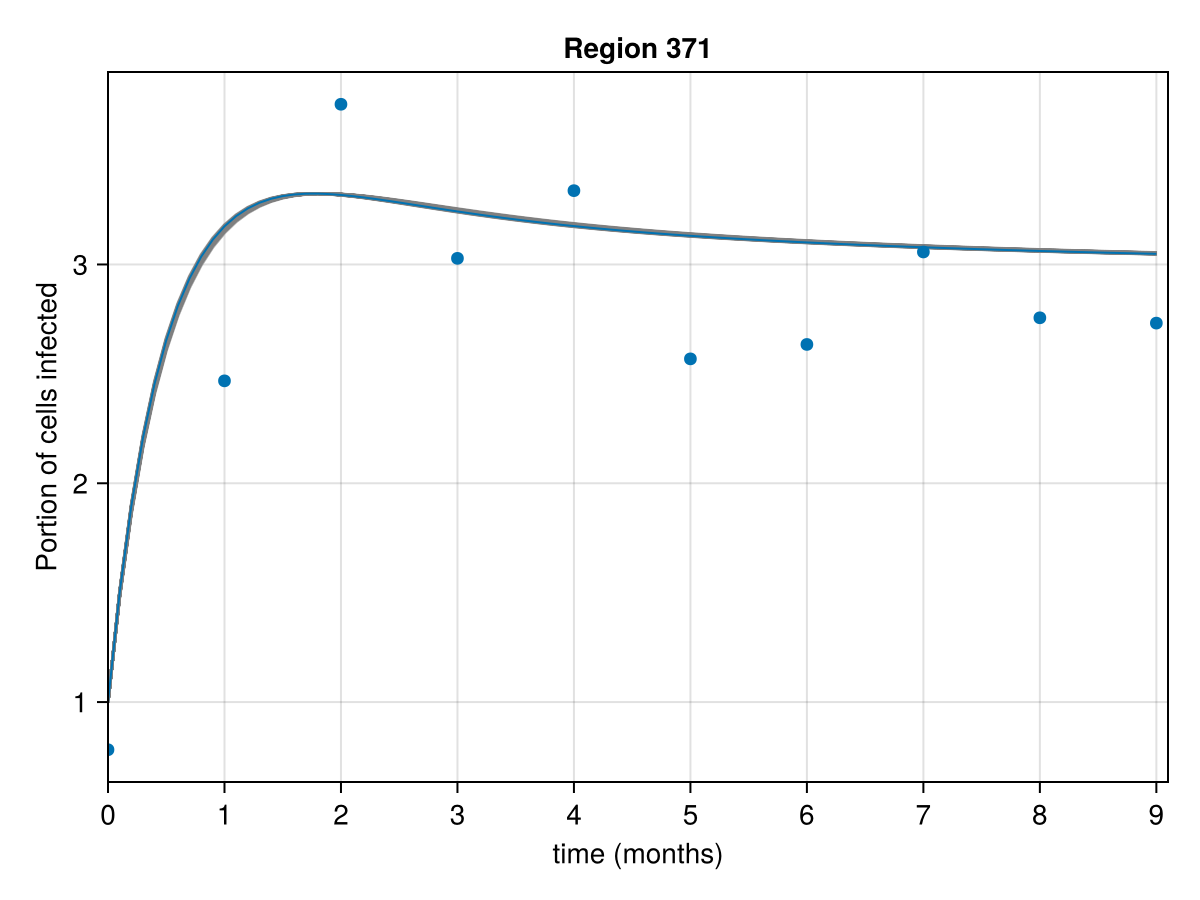 Region 371
Portion of cells infected
3
2
1
0 1 2 3 4 5 6 7 8 9
time (months)